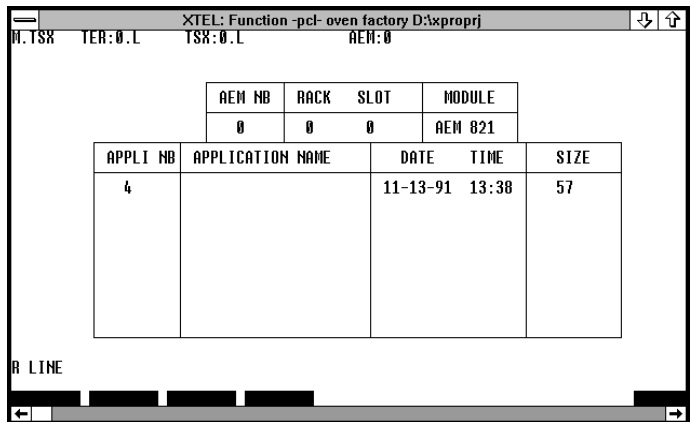 XTEL: Function -pcl- oven factory D:\xproprj
M.TSX TER:0.L TSX:0.L AEM:0
AEM NB RACK SLOT MODULE
0 0 0 AEM 821
APPLI NB APPLICATION NAME DATE TIME SIZE
4 11-13-91 13:38 57
R LINE